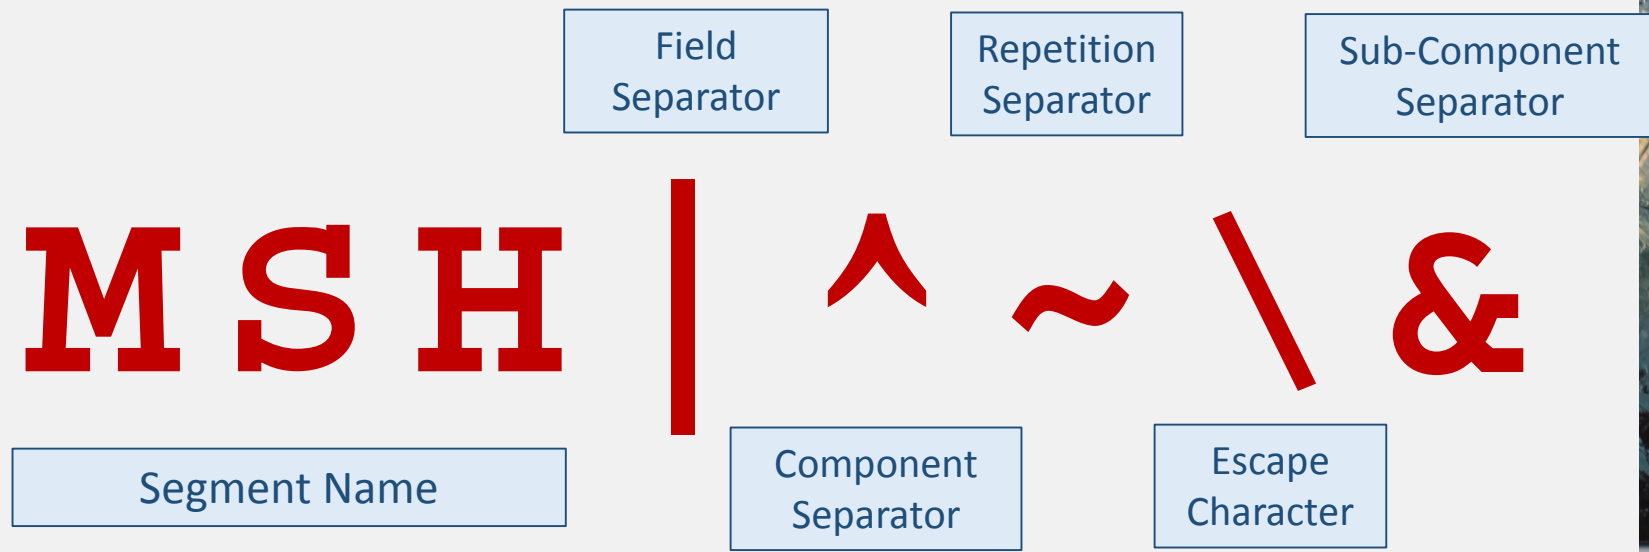 Field
Separator
Repetition
Separator
Sub-Component
Separator
MSH|^~\&
Segment Name
Component
Separator
Escape
Character